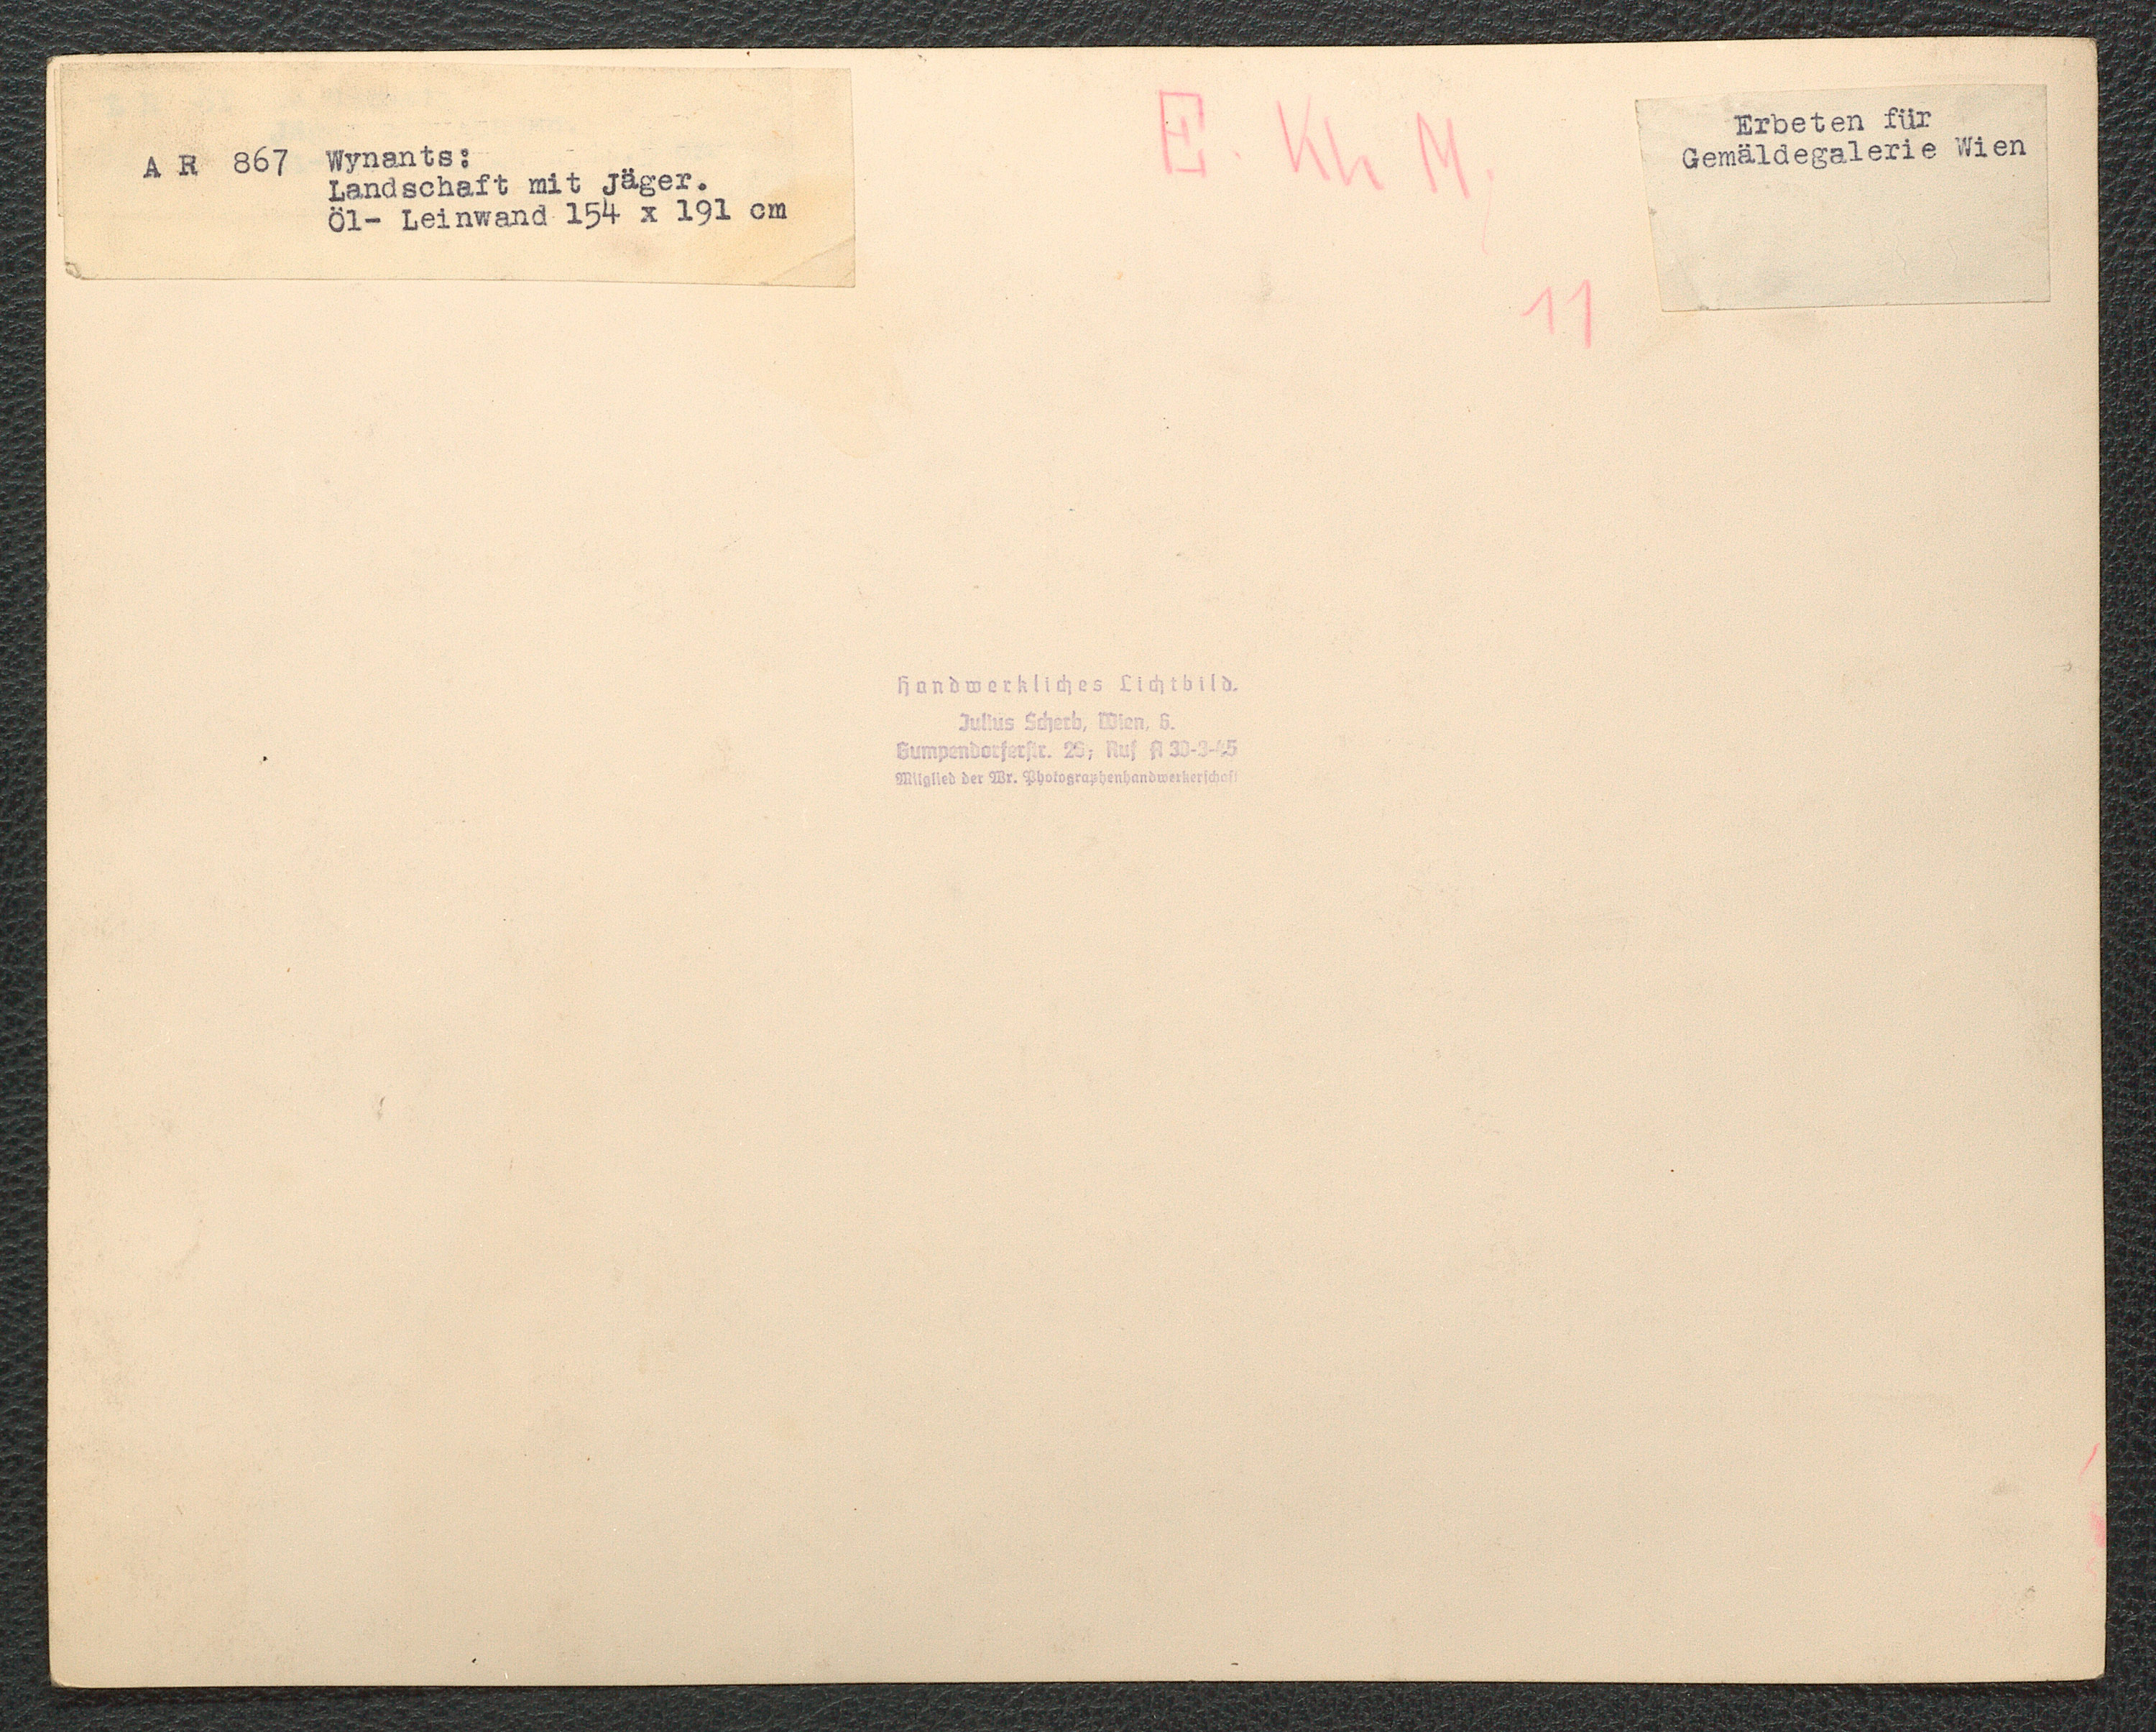 A R 867 Wynants:
Landschaft mit Jäger.
Öl- Leinwand 154 x 191 cm
E. Kh M.
11
Erbeten für
Gemäldegalerie Wien
Handwerkliches Lichtbild.
Julius Scherb, Wien, 6.
Gumpendorferstr. 26, Ruf A 30-3-45
Mitglied der Wr. Photographenhandwerkerschaft